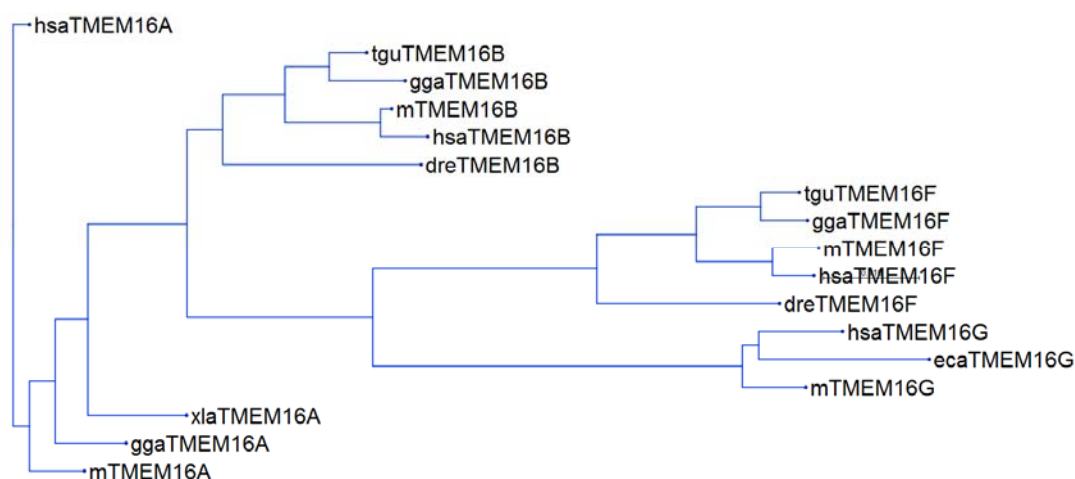 hsaTMEM16A
tguTMEM16B
ggaTMEM16B
mTMEM16B
hsaTMEM16B
dreTMEM16B
tguTMEM16F
ggaTMEM16F
mTMEM16F
hsaTMEM16F
dreTMEM16F
hsaTMEM16G
ecaTMEM16G
mTMEM16G
xlaTMEM16A
ggaTMEM16A
mTMEM16A